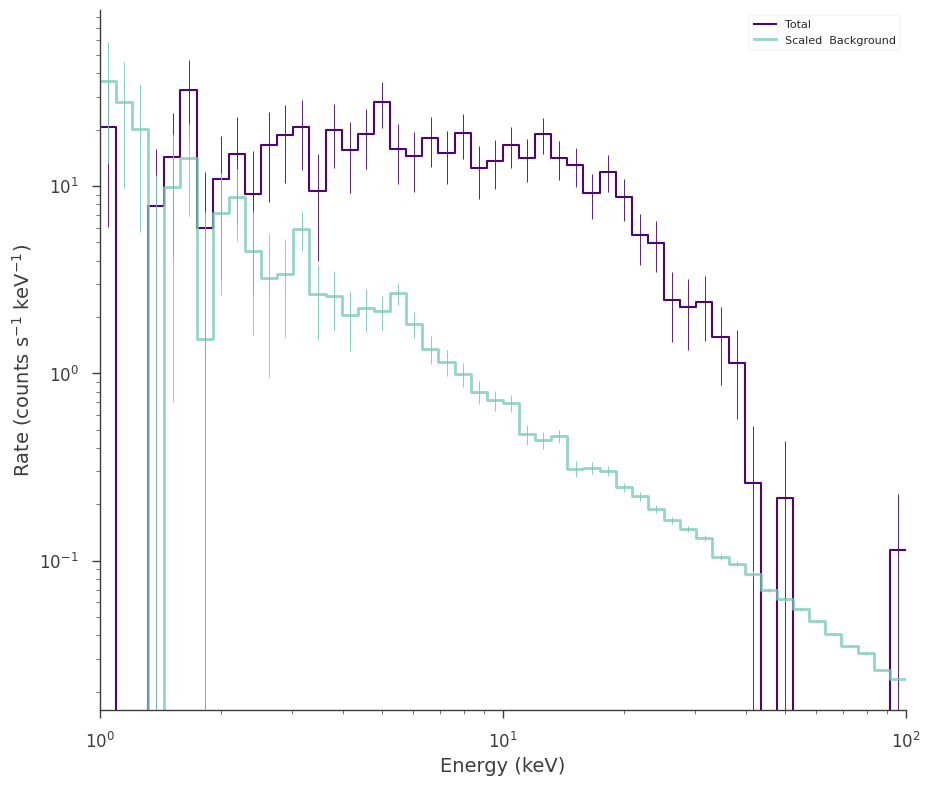 Total
Scaled  Background
Rate (counts s⁻¹ keV⁻¹)
10¹
10⁰
10⁻¹
10⁰
10¹
10²
Energy (keV)